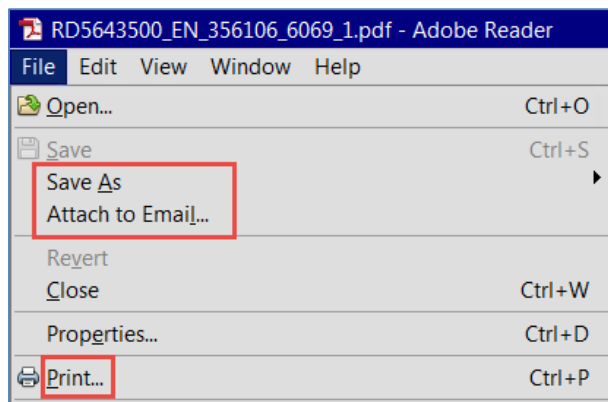 RD5643500_EN_356106_6069_1.pdf - Adobe Reader
File Edit View Window Help
Open... Ctrl+O
Save Ctrl+S
Save As
Attach to Email...
Revert
Close Ctrl+W
Properties... Ctrl+D
Print... Ctrl+P